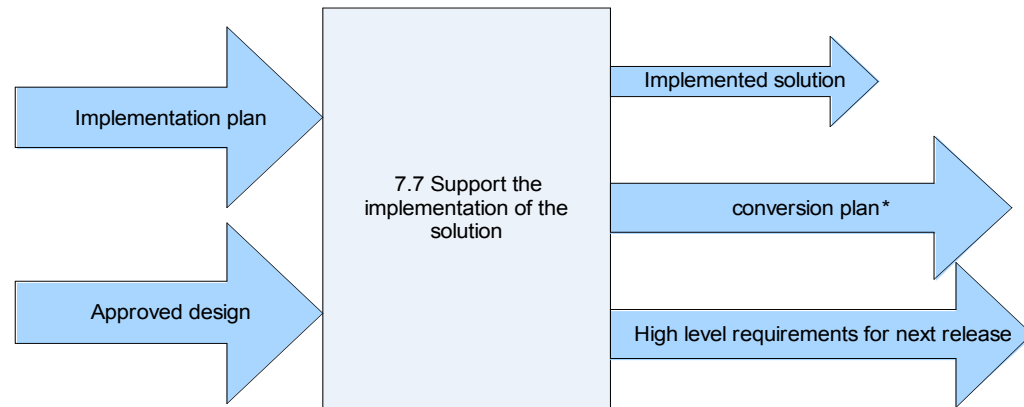 Implementation plan
Approved design
7.7 Support the
implementation of the
solution
Implemented solution
conversion plan*
High level requirements for next release